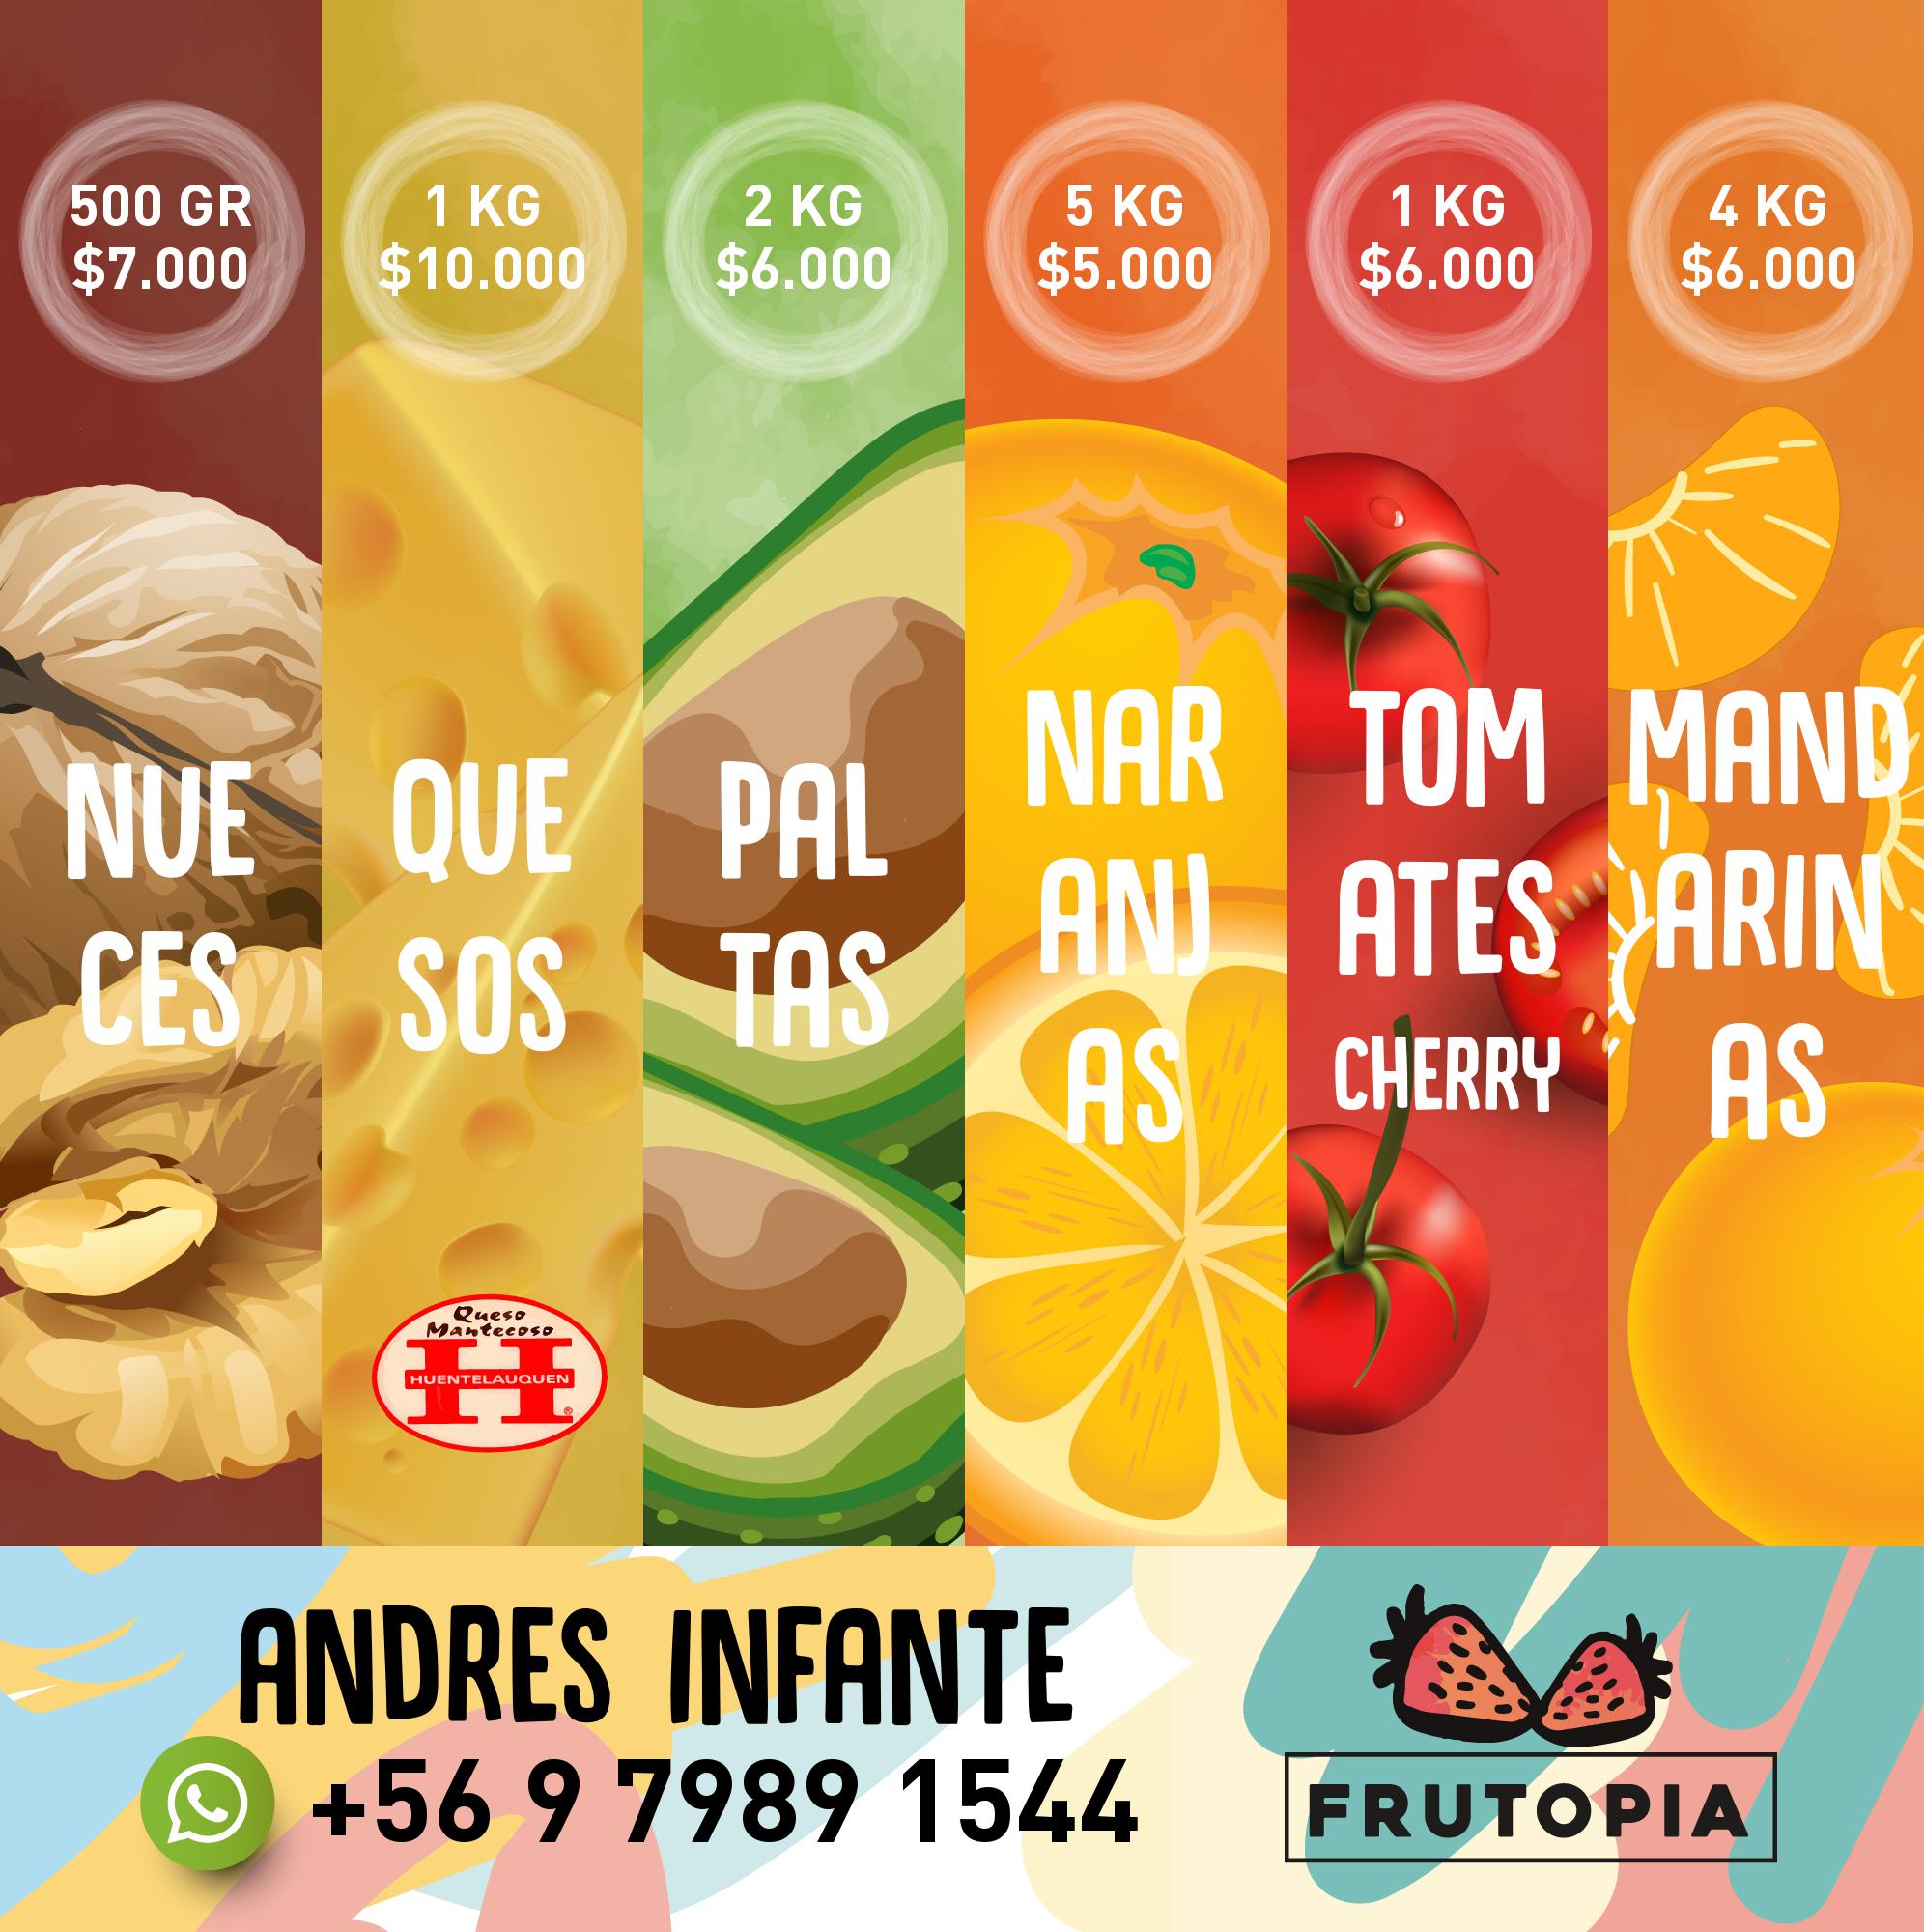 500 GR
$7.000
NUE
CES
1 KG
$10.000
QUE
SOS
Queso
Mantecoso
H
HUENTELAUQUEN
®
2 KG
$6.000
PAL
TAS
5 KG
$5.000
NAR
ANJ
AS
1 KG
$6.000
TOM
ATES
CHERRY
4 KG
$6.000
MAND
ARIN
AS
ANDRES INFANTE
+56 9 7989 1544
FRUTOPIA